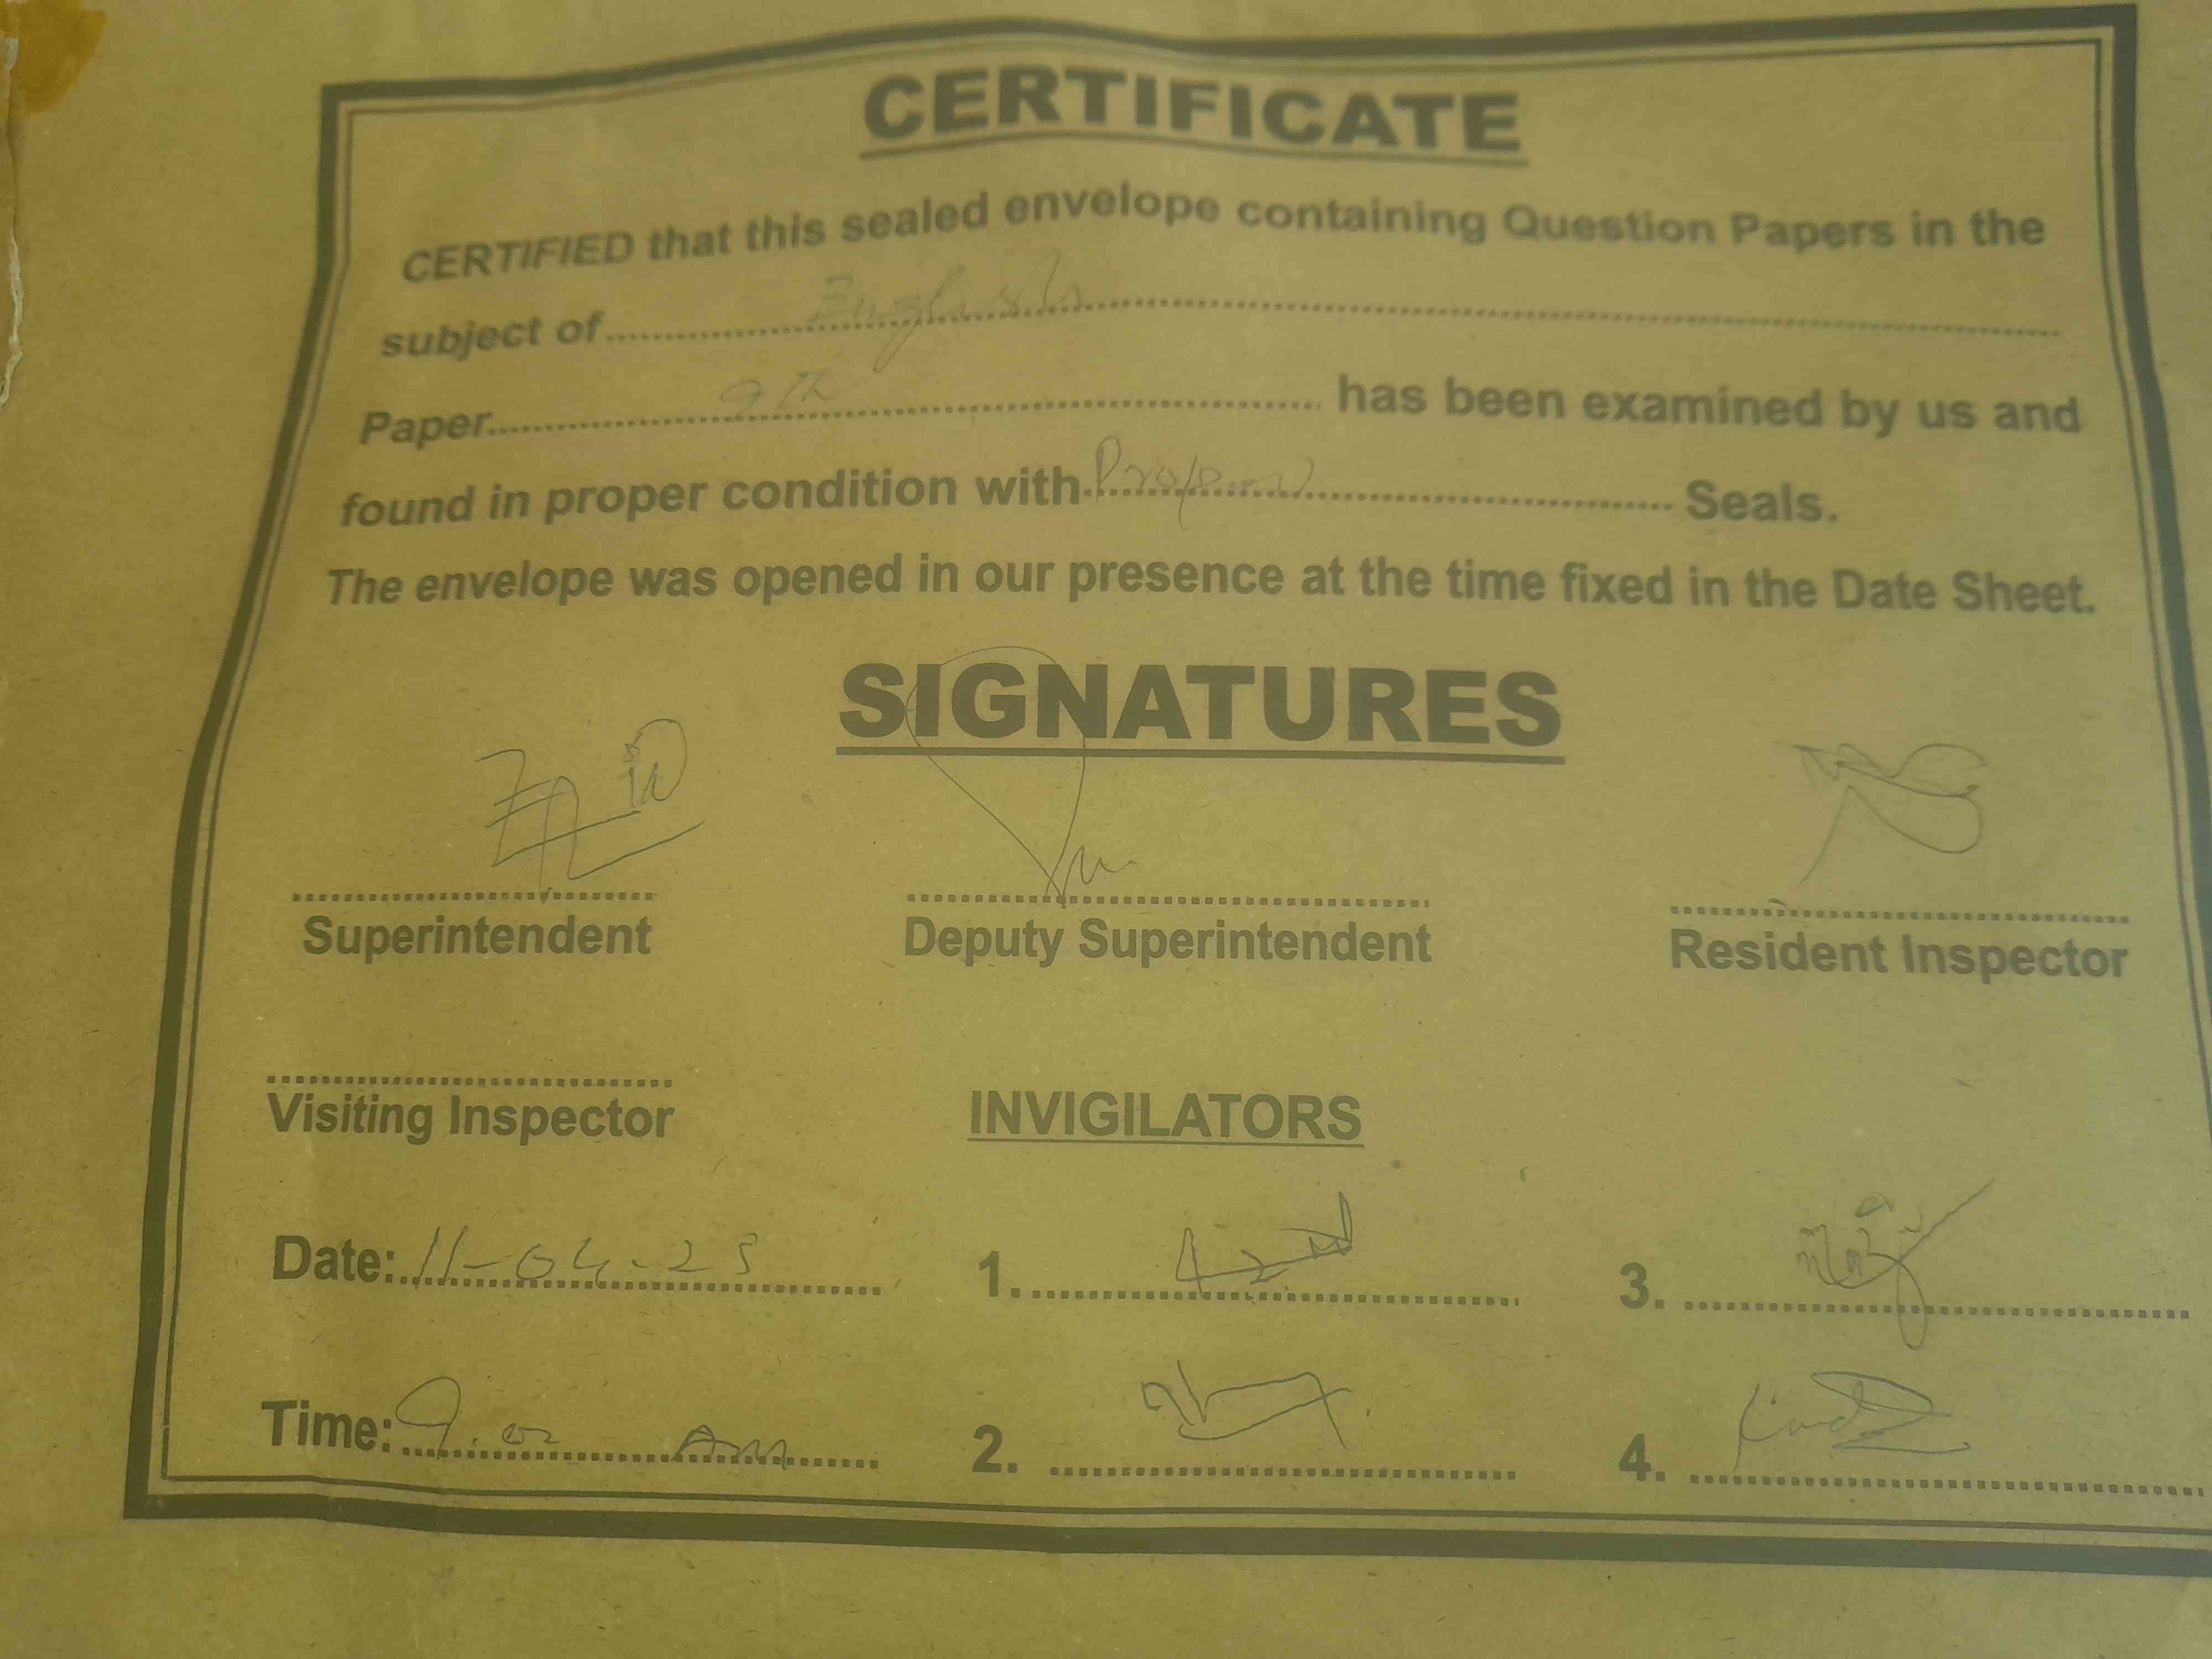 CERTIFICATE
CERTIFIED that this sealed envelope containing Question Papers in the
subject of English
Paper 9th has been examined by us and
found in proper condition with Proper Seals.
The envelope was opened in our presence at the time fixed in the Date Sheet.
SIGNATURES
Superintendent Deputy Superintendent Resident Inspector
Visiting Inspector INVIGILATORS
Date: 11-04-23 1. 3.
Time: 9.00 Am 2. 4.